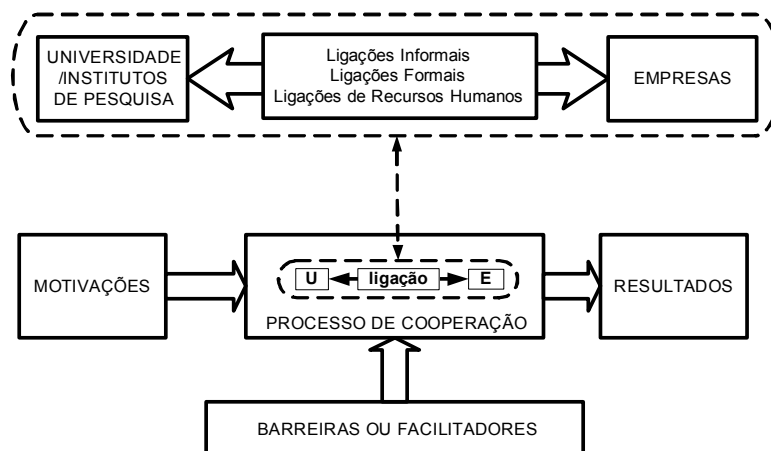 UNIVERSIDADE
/INSTITUTOS
DE PESQUISA
Ligações Informais
Ligações Formais
Ligações de Recursos Humanos
EMPRESAS
MOTIVAÇÕES
U
ligação
E
PROCESSO DE COOPERAÇÃO
RESULTADOS
BARREIRAS OU FACILITADORES